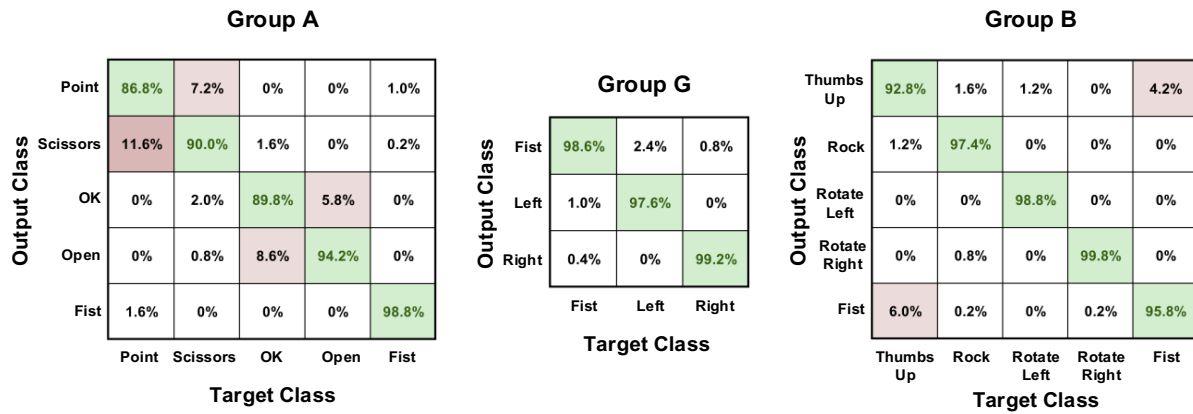 Group A
Output Class
Point 86.8% 7.2% 0% 0% 1.0%
Scissors 11.6% 90.0% 1.6% 0% 0.2%
OK 0% 2.0% 89.8% 5.8% 0%
Open 0% 0.8% 8.6% 94.2% 0%
Fist 1.6% 0% 0% 0% 98.8%
Point Scissors OK Open Fist
Target Class
Group G
Output Class
Fist 98.6% 2.4% 0.8%
Left 1.0% 97.6% 0%
Right 0.4% 0% 99.2%
Fist Left Right
Target Class
Group B
Output Class
Thumbs
Up
92.8% 1.6% 1.2% 0% 4.2%
Rock 1.2% 97.4% 0% 0% 0%
Rotate
Left
0% 0% 98.8% 0% 0%
Rotate
Right
0% 0.8% 0% 99.8% 0%
Fist 6.0% 0.2% 0% 0.2% 95.8%
Thumbs Rock Rotate Rotate Fist
Up Left Right
Target Class